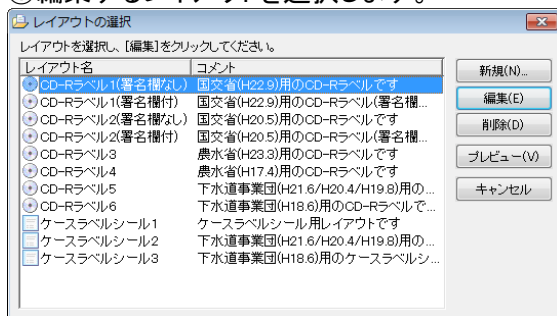 レイアウトの選択
レイアウトを選択し、[編集]をクリックしてください。
レイアウト名 コメント
CD-Rラベル1(署名欄なし) 国交省(H22.9)用のCD-Rラベルです
CD-Rラベル1(署名欄付) 国交省(H22.9)用のCD-Rラベル(署名欄...
CD-Rラベル2(署名欄なし) 国交省(H20.5)用のCD-Rラベルです
CD-Rラベル2(署名欄付) 国交省(H20.5)用のCD-Rラベル(署名欄...
CD-Rラベル3 農水省(H23.3)用のCD-Rラベルです
CD-Rラベル4 農水省(H17.4)用のCD-Rラベルです
CD-Rラベル5 下水道事業団(H21.6/H20.4/H19.8)用の...
CD-Rラベル6 下水道事業団(H18.6)用のCD-Rラベルで...
ケースラベルシール1 ケースラベルシール用レイアウトです
ケースラベルシール2 下水道事業団(H21.6/H20.4/H19.8)用の...
ケースラベルシール3 下水道事業団(H18.6)用のケースラベルシ...
新規(N)...
編集(E)
削除(D)
プレビュー(V)
キャンセル